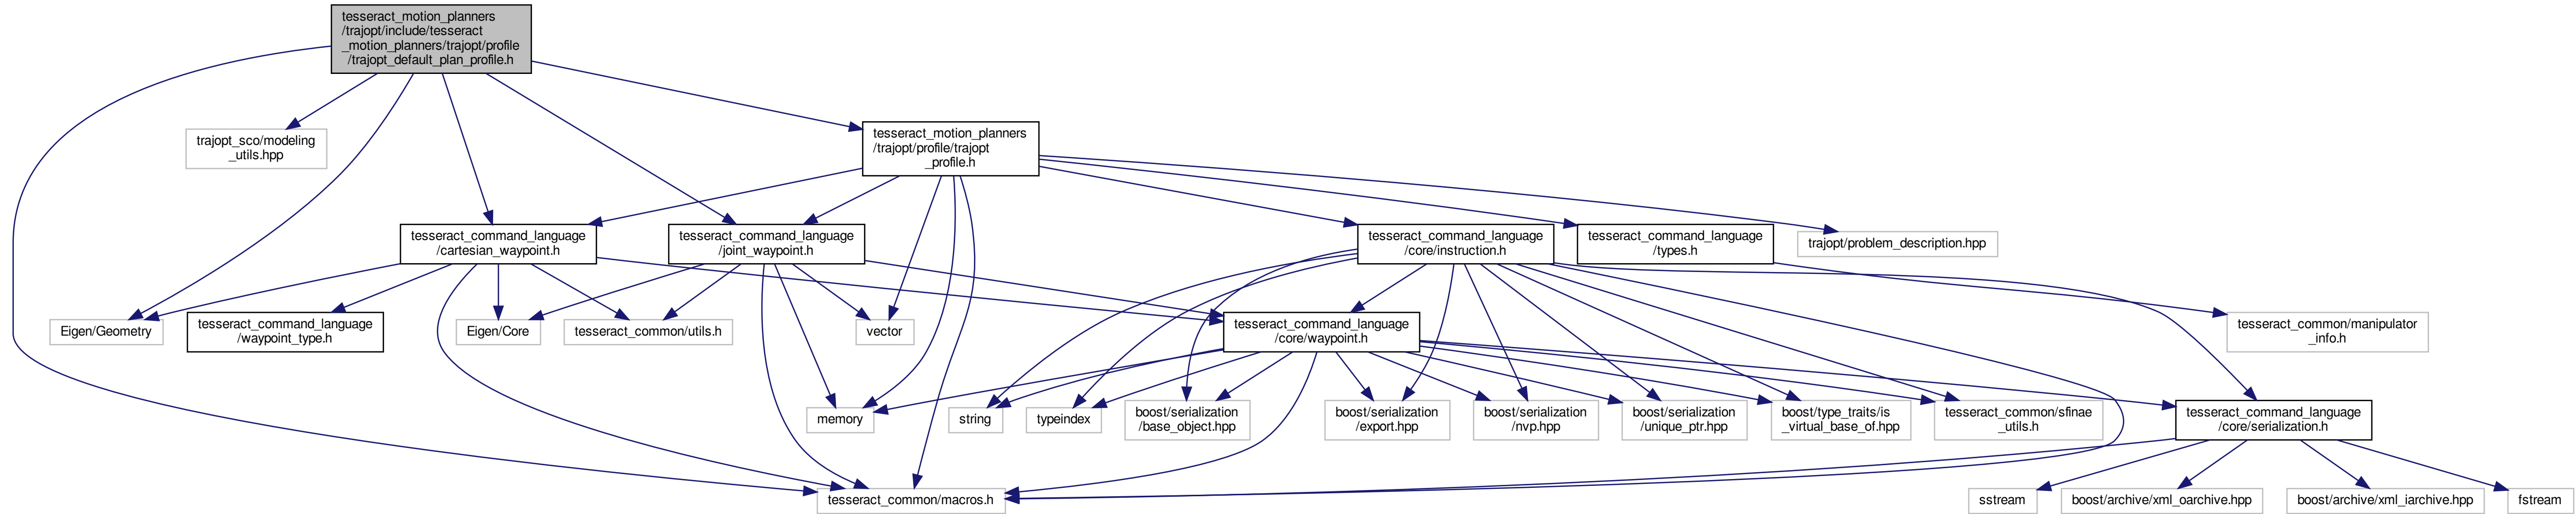 tesseract_motion_planners
/trajopt/include/tesseract
_motion_planners/trajopt/profile
/trajopt_default_plan_profile.h
trajopt_sco/modeling
_utils.hpp
tesseract_motion_planners
/trajopt/profile/trajopt
_profile.h
tesseract_command_language
/cartesian_waypoint.h
tesseract_command_language
/joint_waypoint.h
tesseract_command_language
/core/instruction.h
tesseract_command_language
/types.h
trajopt/problem_description.hpp
Eigen/Geometry
tesseract_command_language
/waypoint_type.h
Eigen/Core
tesseract_common/utils.h
vector
tesseract_command_language
/core/waypoint.h
tesseract_common/manipulator
_info.h
memory
string
typeindex
boost/serialization
/base_object.hpp
boost/serialization
/export.hpp
boost/serialization
/nvp.hpp
boost/serialization
/unique_ptr.hpp
boost/type_traits/is
_virtual_base_of.hpp
tesseract_common/sfinae
_utils.h
tesseract_command_language
/core/serialization.h
tesseract_common/macros.h
sstream
boost/archive/xml_oarchive.hpp
boost/archive/xml_iarchive.hpp
fstream